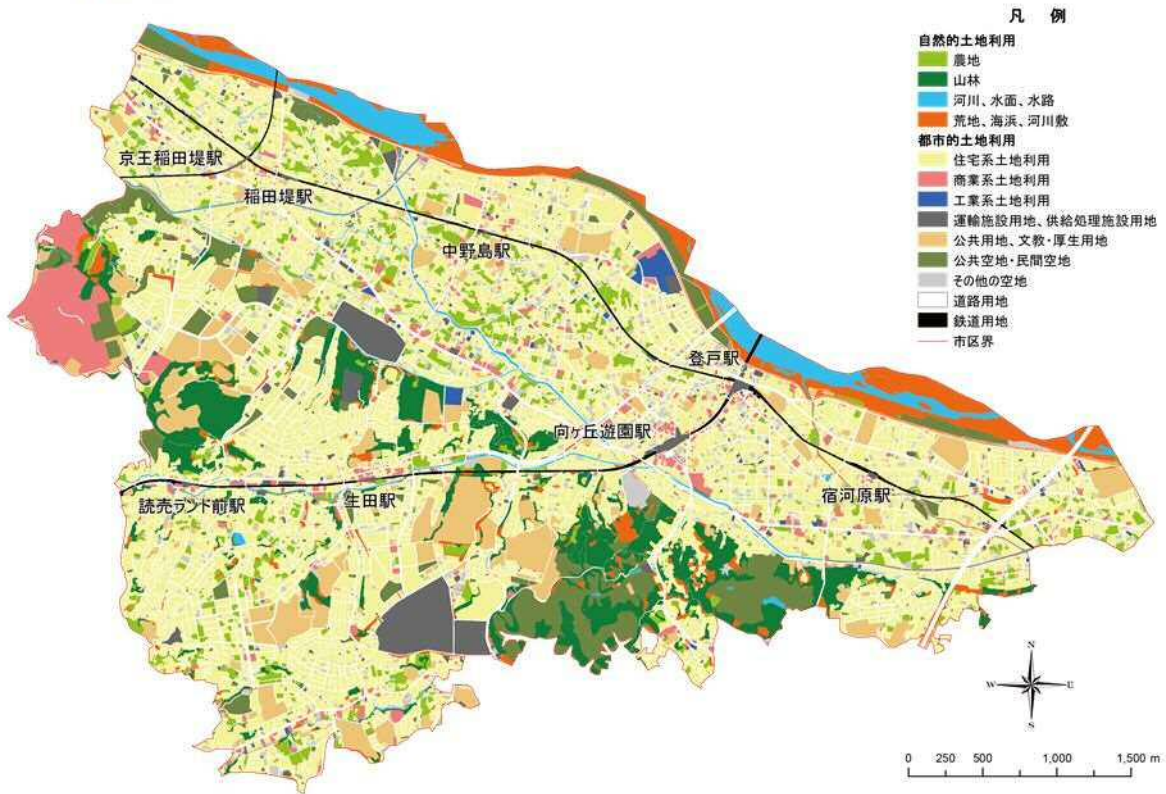 凡 例
自然的土地利用
農地
山林
河川、水面、水路
荒地、海浜、河川敷
都市的土地利用
住宅系土地利用
商業系土地利用
工業系土地利用
運輸施設用地、供給処理施設用地
公共用地、文教・厚生用地
公共空地・民間空地
その他の空地
道路用地
鉄道用地
市区界
京王稲田堤駅
稲田堤駅
中野島駅
登戸駅
向ヶ丘遊園駅
宿河原駅
読売ランド前駅
生田駅
N
W E
S
0 250 500 1,000 1,500 m